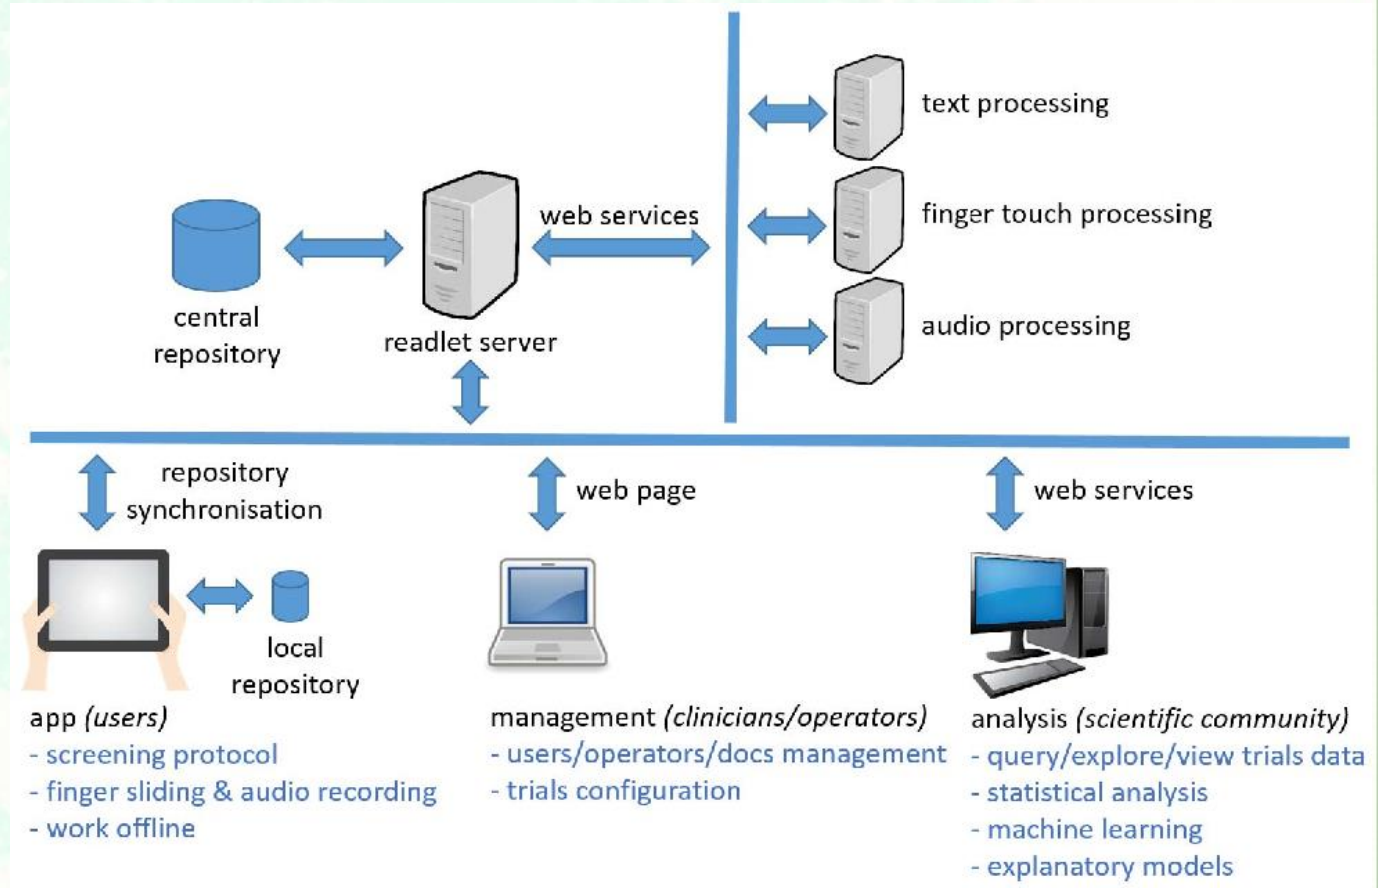 text processing
web services
finger touch processing
central
repository
readlet server
audio processing
repository
synchronisation
web page
web services
local
repository
app (users)
- screening protocol
- finger sliding & audio recording
- work offline
management (clinicians/operators)
- users/operators/docs management
- trials configuration
analysis (scientific community)
- query/explore/view trials data
- statistical analysis
- machine learning
- explanatory models